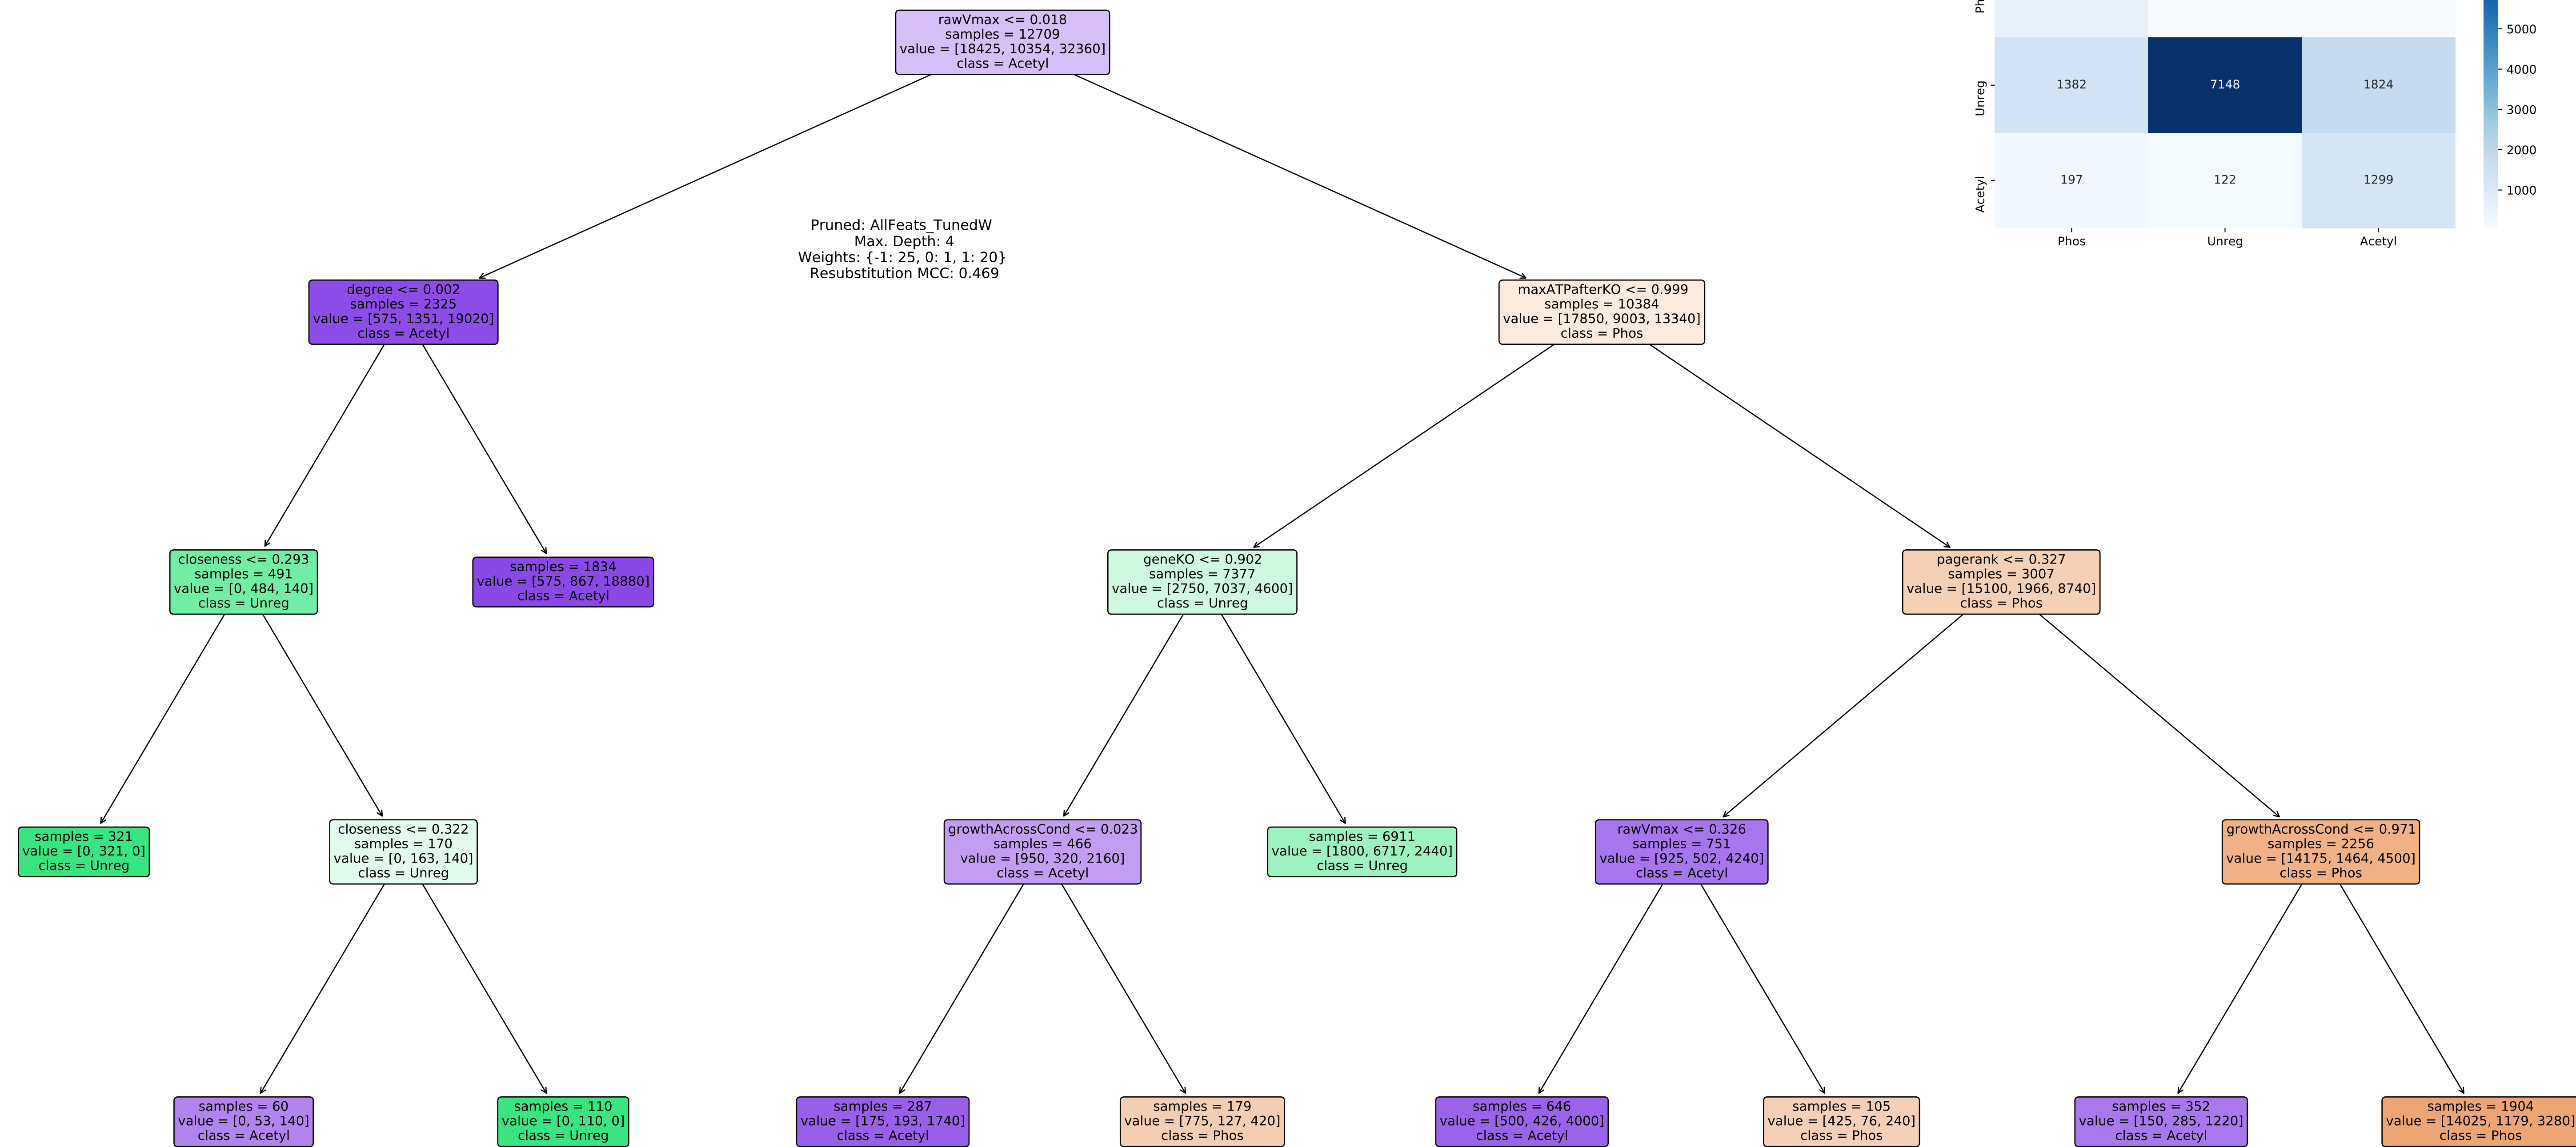 rawVmax <= 0.018
samples = 12709
value = [18425, 10354, 32360]
class = Acetyl
Ph
Unreg
Acetyl
1382
7148
1824
197
122
1299
Phos
Unreg
Acetyl
5000
4000
3000
2000
1000
Pruned: AllFeats_TunedW
Max. Depth: 4
Weights: {-1: 25, 0: 1, 1: 20}
Resubstitution MCC: 0.469
degree <= 0.002
samples = 2325
value = [575, 1351, 19020]
class = Acetyl
maxATPafterKO <= 0.999
samples = 10384
value = [17850, 9003, 13340]
class = Phos
closeness <= 0.293
samples = 491
value = [0, 484, 140]
class = Unreg
samples = 1834
value = [575, 867, 18880]
class = Acetyl
geneKO <= 0.902
samples = 7377
value = [2750, 7037, 4600]
class = Unreg
pagerank <= 0.327
samples = 3007
value = [15100, 1966, 8740]
class = Phos
samples = 321
value = [0, 321, 0]
class = Unreg
closeness <= 0.322
samples = 170
value = [0, 163, 140]
class = Unreg
growthAcrossCond <= 0.023
samples = 466
value = [950, 320, 2160]
class = Acetyl
samples = 6911
value = [1800, 6717, 2440]
class = Unreg
rawVmax <= 0.326
samples = 751
value = [925, 502, 4240]
class = Acetyl
growthAcrossCond <= 0.971
samples = 2256
value = [14175, 1464, 4500]
class = Phos
samples = 60
value = [0, 53, 140]
class = Acetyl
samples = 110
value = [0, 110, 0]
class = Unreg
samples = 287
value = [175, 193, 1740]
class = Acetyl
samples = 179
value = [775, 127, 420]
class = Phos
samples = 646
value = [500, 426, 4000]
class = Acetyl
samples = 105
value = [425, 76, 240]
class = Phos
samples = 352
value = [150, 285, 1220]
class = Acetyl
samples = 1904
value = [14025, 1179, 3280]
class = Phos